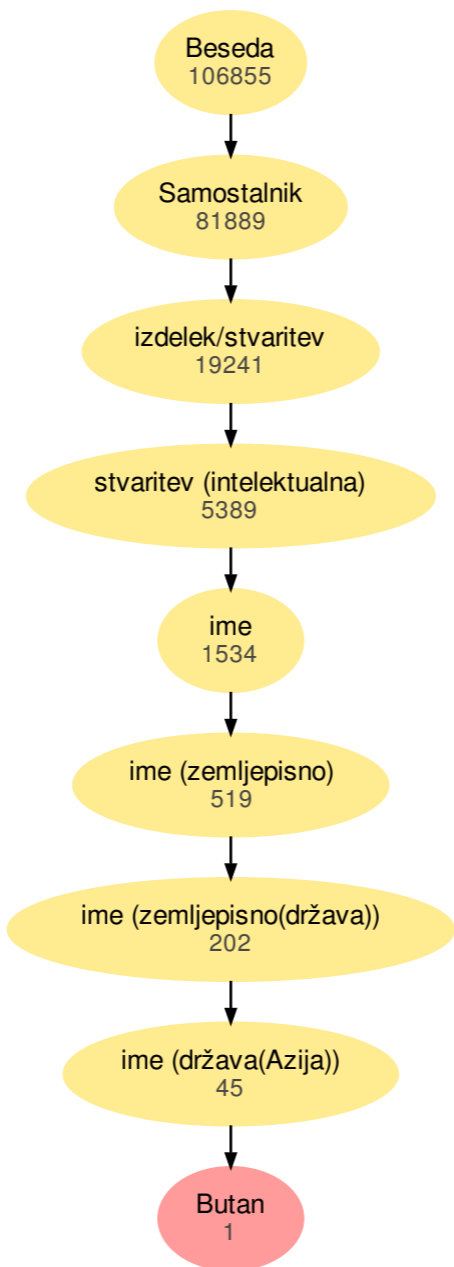 Beseda
106855
Samostalnik
81889
izdelek/stvaritev
19241
stvaritev (intelektualna)
5389
ime
1534
ime (zemljepisno)
519
ime (zemljepisno(država))
202
ime (država(Azija))
45
Butan
1